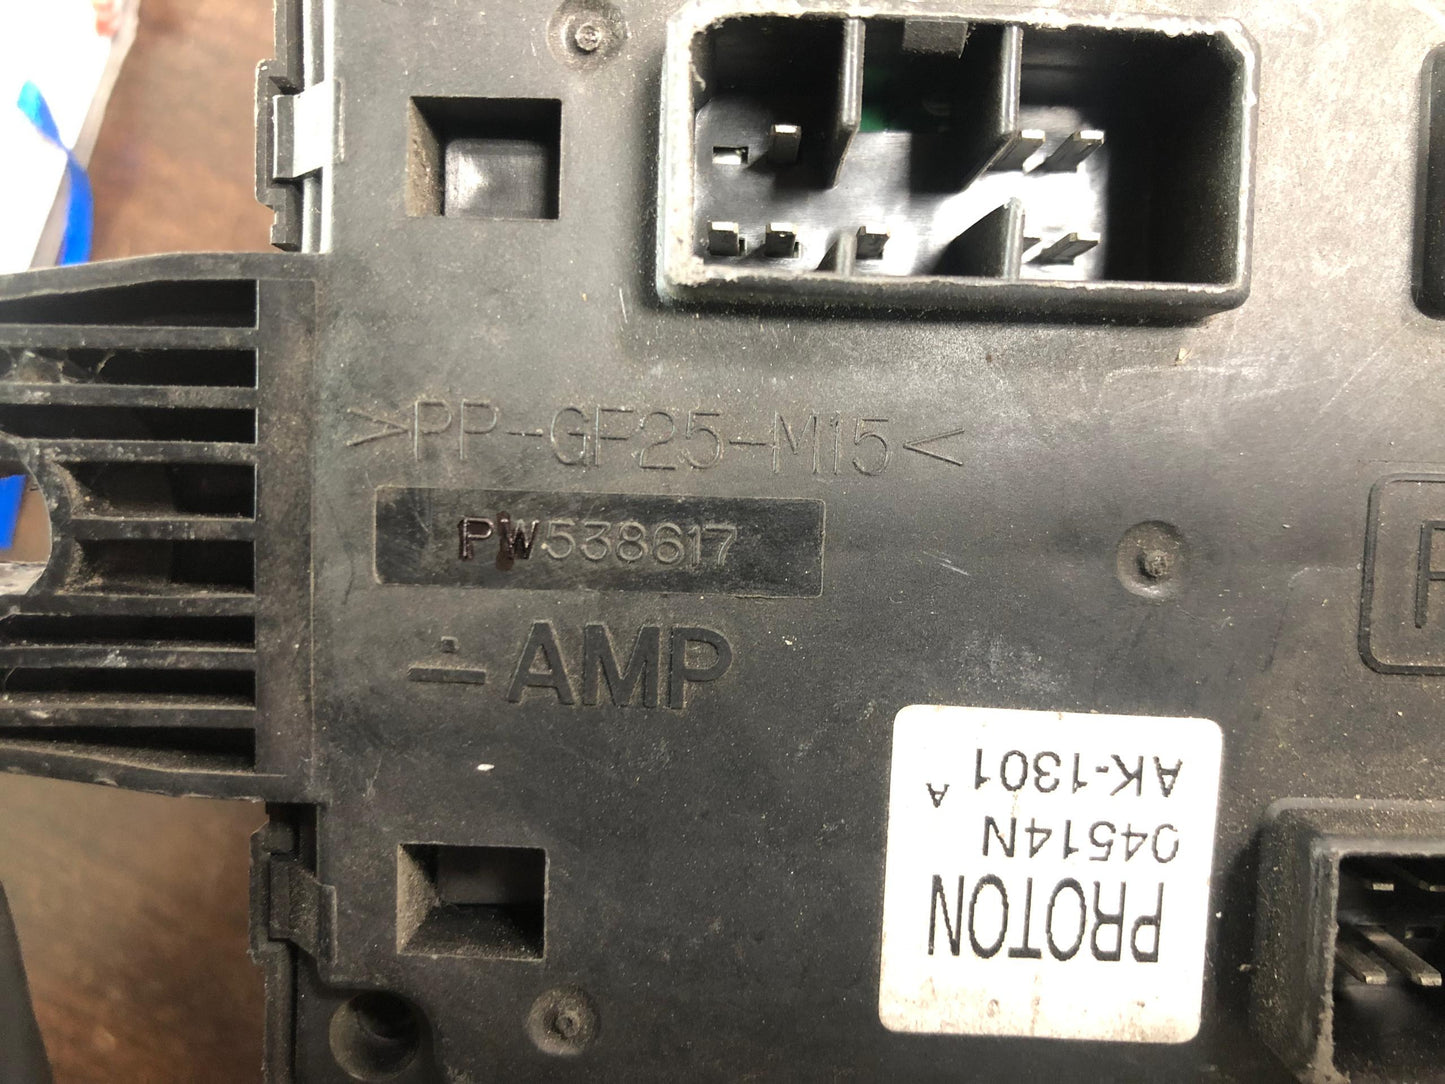 >PP-GF25-M15<
PW538617
AMP
PROTON
04514N
AK-1301 A